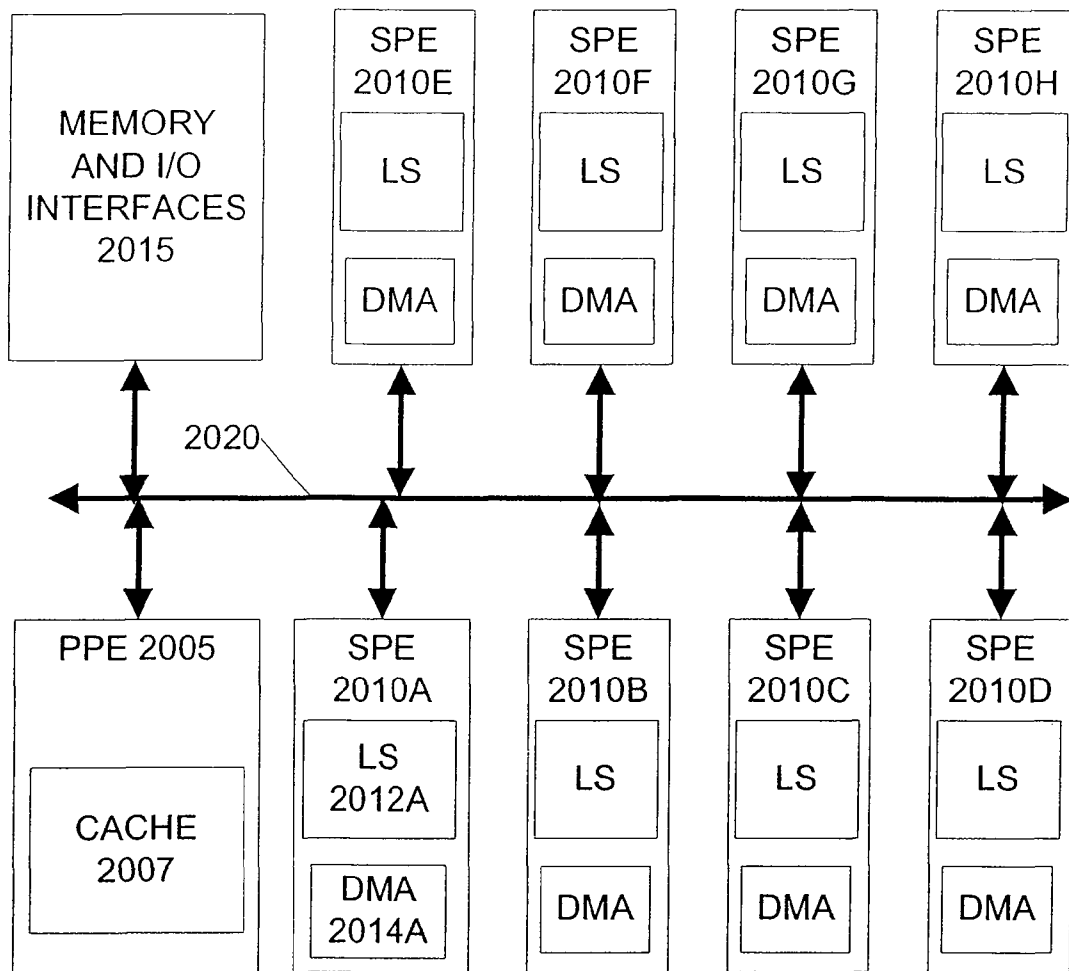 MEMORY
AND I/O
INTERFACES
2015
SPE
2010E
LS
DMA
SPE
2010F
LS
DMA
SPE
2010G
LS
DMA
SPE
2010H
LS
DMA
2020
PPE 2005
CACHE
2007
SPE
2010A
LS
2012A
DMA
2014A
SPE
2010B
LS
DMA
SPE
2010C
LS
DMA
SPE
2010D
LS
DMA